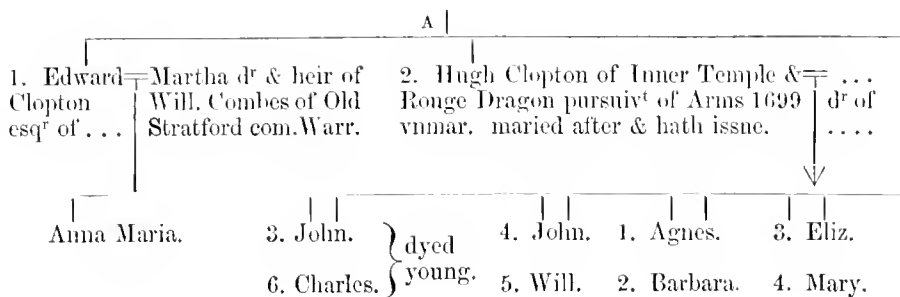 A
1. Edward Martha dʳ & heir of 2. Hugh Clopton of Inner Temple & ...
Clopton Will. Combes of Old Rouge Dragon pursuivᵗ of Arms 1699 dʳ of
esqʳ of ... Stratford com. Warr. vnmar. maried after & hath issue. ....
Anna Maria. 3. John. dyed 4. John. 1. Agnes. 3. Eliz.
6. Charles. young. 5. Will. 2. Barbara. 4. Mary.